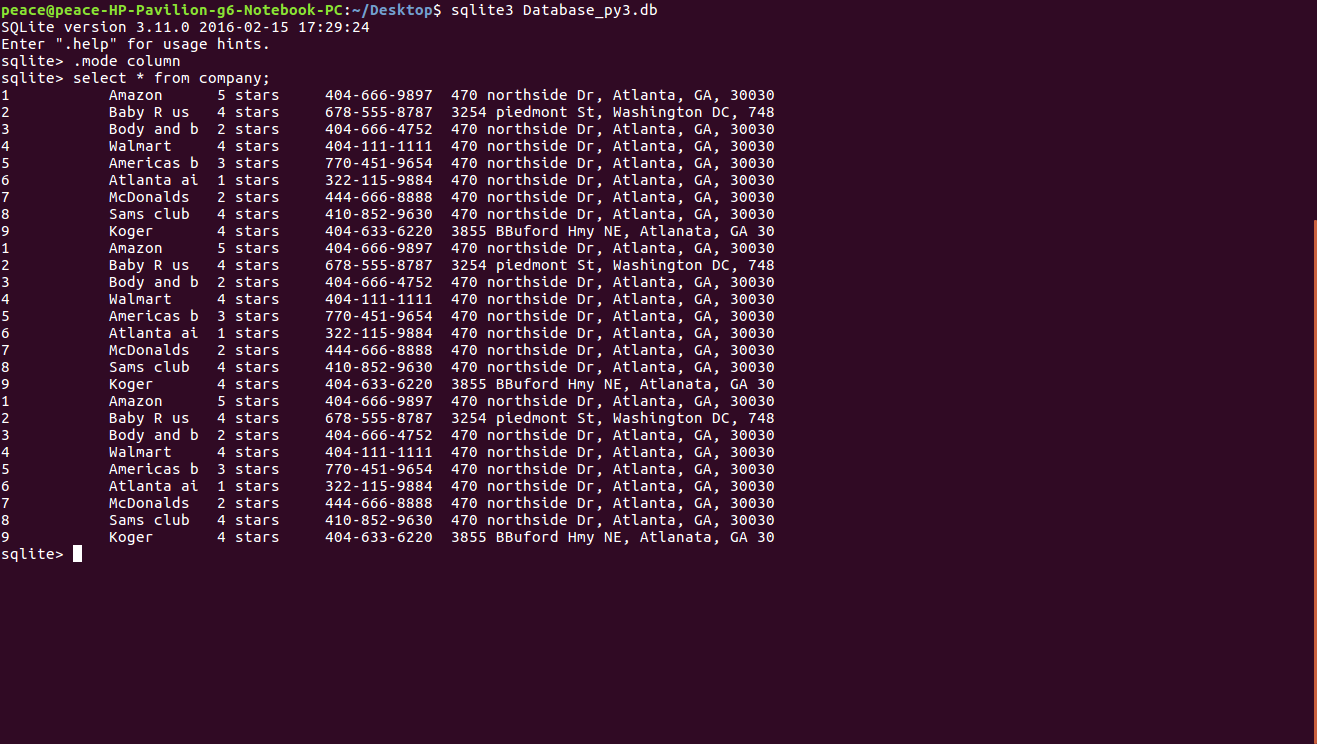 peace@peace-HP-Pavilion-g6-Notebook-PC:~/Desktop$ sqlite3 Database_py3.db
SQLite version 3.11.0 2016-02-15 17:29:24
Enter ".help" for usage hints.
sqlite> .mode column
sqlite> select * from company;
1           Amazon      5 stars     404-666-9897  470 northside Dr, Atlanta, GA, 30030
2           Baby R us   4 stars     678-555-8787  3254 piedmont St, Washington DC, 748
3           Body and b  2 stars     404-666-4752  470 northside Dr, Atlanta, GA, 30030
4           Walmart     4 stars     404-111-1111  470 northside Dr, Atlanta, GA, 30030
5           Americas b  3 stars     770-451-9654  470 northside Dr, Atlanta, GA, 30030
6           Atlanta ai  1 stars     322-115-9884  470 northside Dr, Atlanta, GA, 30030
7           McDonalds   2 stars     444-666-8888  470 northside Dr, Atlanta, GA, 30030
8           Sams club   4 stars     410-852-9630  470 northside Dr, Atlanta, GA, 30030
9           Koger       4 stars     404-633-6220  3855 BBuford Hmy NE, Atlanata, GA 30
1           Amazon      5 stars     404-666-9897  470 northside Dr, Atlanta, GA, 30030
2           Baby R us   4 stars     678-555-8787  3254 piedmont St, Washington DC, 748
3           Body and b  2 stars     404-666-4752  470 northside Dr, Atlanta, GA, 30030
4           Walmart     4 stars     404-111-1111  470 northside Dr, Atlanta, GA, 30030
5           Americas b  3 stars     770-451-9654  470 northside Dr, Atlanta, GA, 30030
6           Atlanta ai  1 stars     322-115-9884  470 northside Dr, Atlanta, GA, 30030
7           McDonalds   2 stars     444-666-8888  470 northside Dr, Atlanta, GA, 30030
8           Sams club   4 stars     410-852-9630  470 northside Dr, Atlanta, GA, 30030
9           Koger       4 stars     404-633-6220  3855 BBuford Hmy NE, Atlanata, GA 30
1           Amazon      5 stars     404-666-9897  470 northside Dr, Atlanta, GA, 30030
2           Baby R us   4 stars     678-555-8787  3254 piedmont St, Washington DC, 748
3           Body and b  2 stars     404-666-4752  470 northside Dr, Atlanta, GA, 30030
4           Walmart     4 stars     404-111-1111  470 northside Dr, Atlanta, GA, 30030
5           Americas b  3 stars     770-451-9654  470 northside Dr, Atlanta, GA, 30030
6           Atlanta ai  1 stars     322-115-9884  470 northside Dr, Atlanta, GA, 30030
7           McDonalds   2 stars     444-666-8888  470 northside Dr, Atlanta, GA, 30030
8           Sams club   4 stars     410-852-9630  470 northside Dr, Atlanta, GA, 30030
9           Koger       4 stars     404-633-6220  3855 BBuford Hmy NE, Atlanata, GA 30
sqlite>